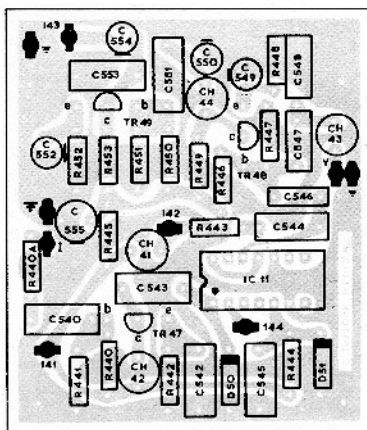 143
C 554
C553
C551
C 550
C 549
CH 44
R448
C548
e
c
b
TR49
e
c
b
TR48
R447
C547
CH 43
C 552
R452
R453
R451
R450
R449
R446
Y
C546
C 555
R445
142
R443
C544
I
CH 41
R440A
C543
IC 11
C540
b
e
c
TR47
144
141
R441
R440
CH 42
R442
C542
D50
C545
R444
D51